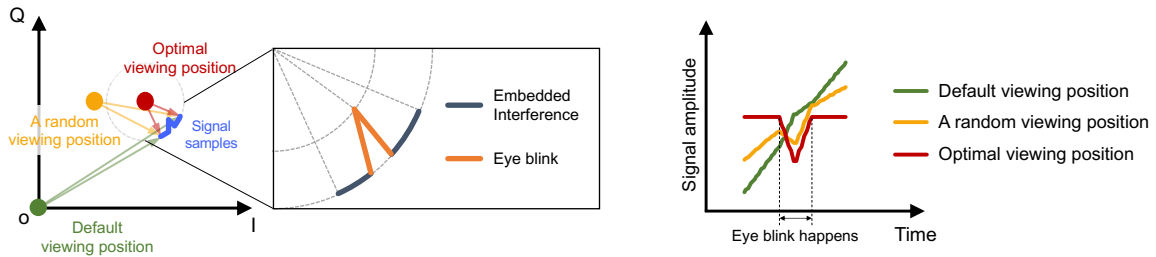 Q
Optimal
viewing position
A random
viewing position
Signal
samples
o
I
Default
viewing position
Embedded
Interference
Eye blink
Signal amplitude
Default viewing position
A random viewing position
Optimal viewing position
Eye blink happens
Time